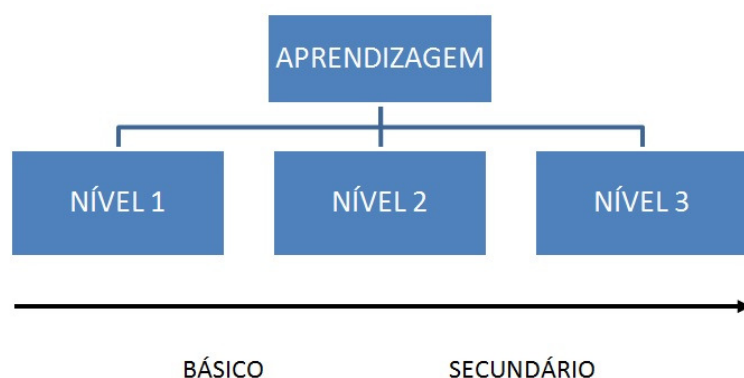 APRENDIZAGEM
NÍVEL 1
NÍVEL 2
NÍVEL 3
BÁSICO
SECUNDÁRIO